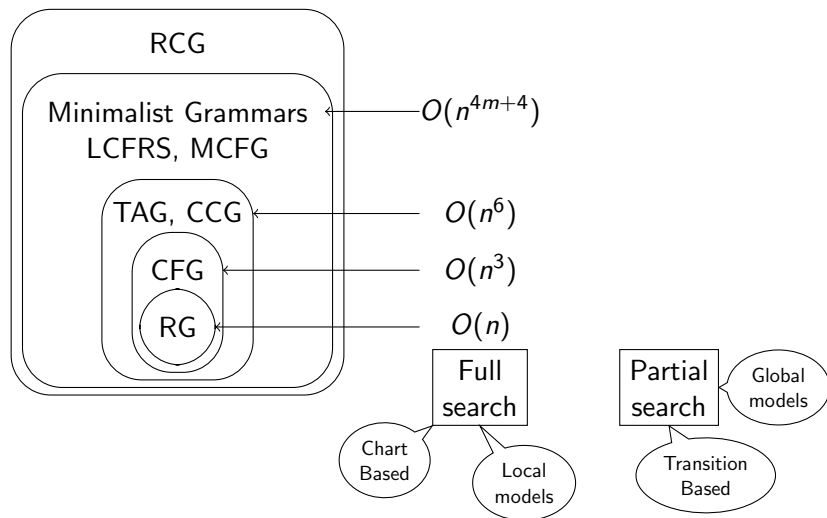 RCG
Minimalist Grammars
LCFRS, MCFG
O(n^{4m+4})
TAG, CCG
O(n^6)
CFG
O(n^3)
RG
O(n)
Full
search
Partial
search
Global
models
Chart
Based
Local
models
Transition
Based